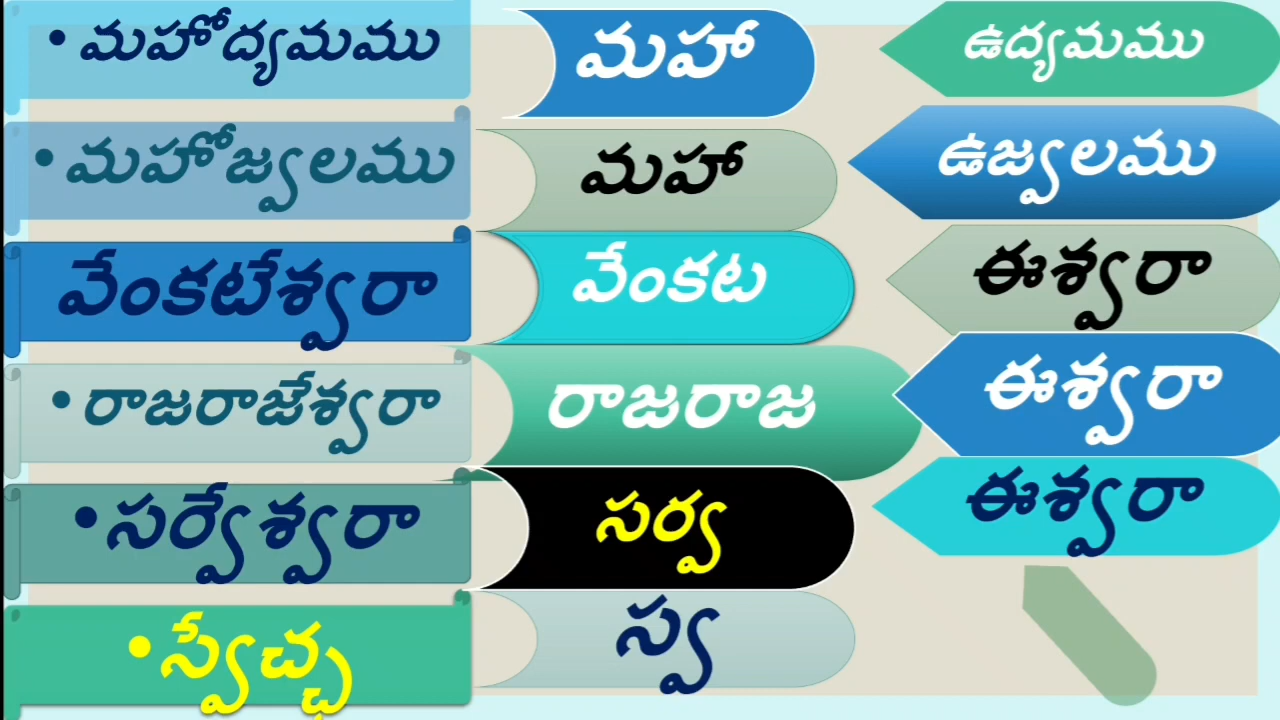 • మహోద్యమము మహా ఉద్యమము
• మహోజ్వలము మహా ఉజ్వలము
వేంకటేశ్వరా వేంకట ఈశ్వరా
• రాజరాజేశ్వరా రాజరాజ ఈశ్వరా
• సర్వేశ్వరా సర్వ ఈశ్వరా
• స్వేచ్ఛ స్వ